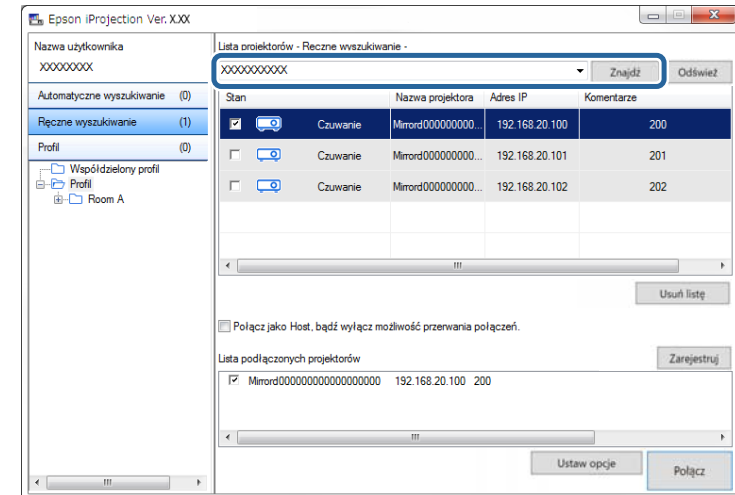 Epson iProjection Ver. X.XX
Nazwa użytkownika
XXXXXXXX
Automatyczne wyszukiwanie (0)
Ręczne wyszukiwanie (1)
Profil (0)
Współdzielony profil
Profil
Room A
Lista projektorów - Ręczne wyszukiwanie -
XXXXXXXXXX Znajdź Odśwież
Stan Nazwa projektora Adres IP Komentarze
Czuwanie Mirrord000000000... 192.168.20.100 200
Czuwanie Mirrord000000000... 192.168.20.101 201
Czuwanie Mirrord000000000... 192.168.20.102 202
Usuń listę
Połącz jako Host, bądź wyłącz możliwość przerwania połączeń.
Lista podłączonych projektorów Zarejestruj
Mirrord000000000000000000 192.168.20.100 200
Ustaw opcje Połącz